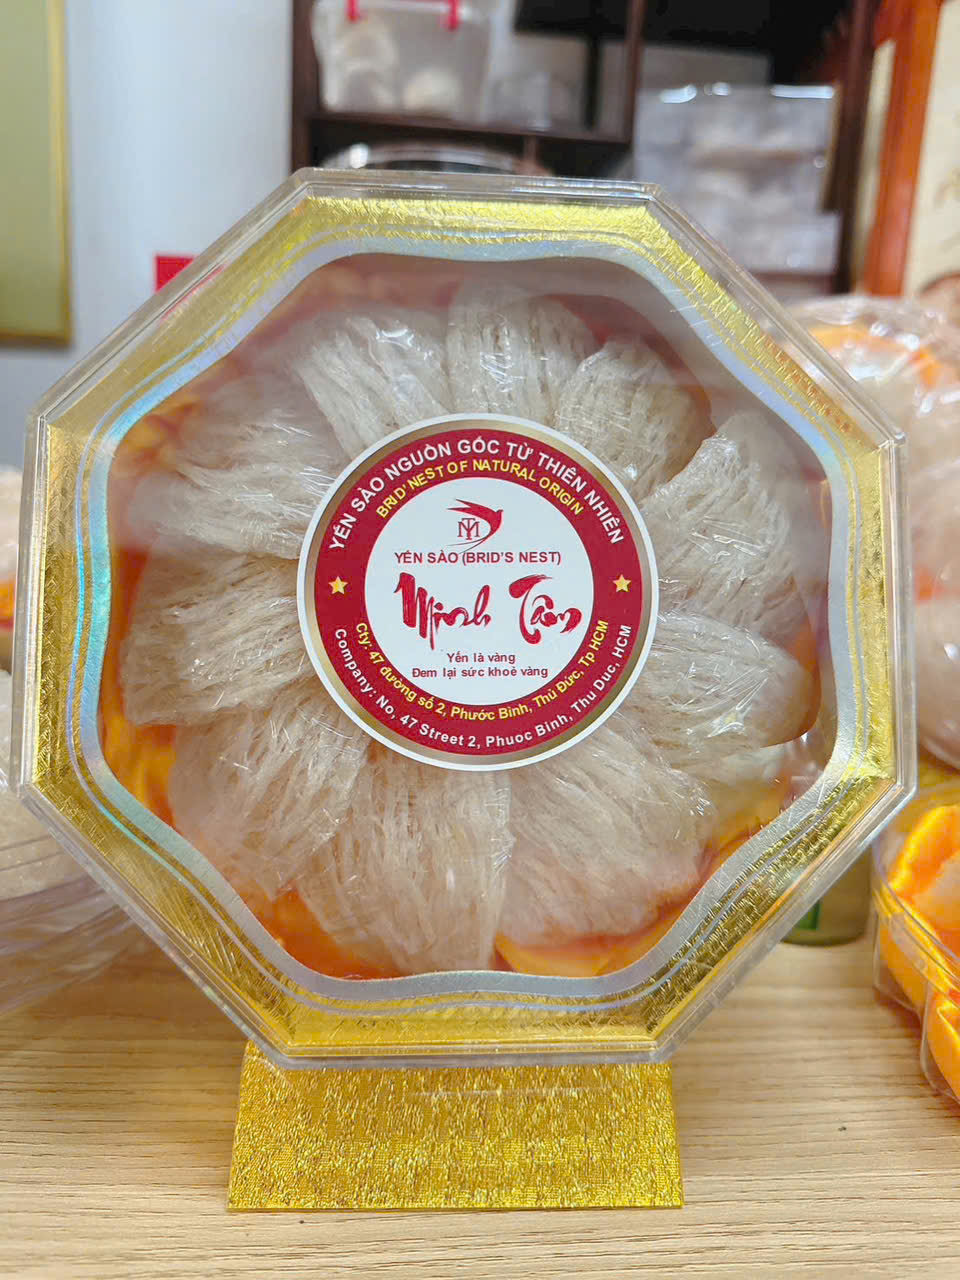 YẾN SÀO NGUỒN GỐC TỪ THIÊN NHIÊN
BRID'NEST OF NATURAL ORIGIN
TM
YẾN SÀO (BRID'S NEST)
Minh Tâm
Yến là vàng
Đem lại sức khoẻ vàng
Cty: 47 đường số 2, Phước Bình, Thủ Đức, Tp HCM
Company: No, 47 Street 2, Phuoc Binh, Thu Duc, HCM